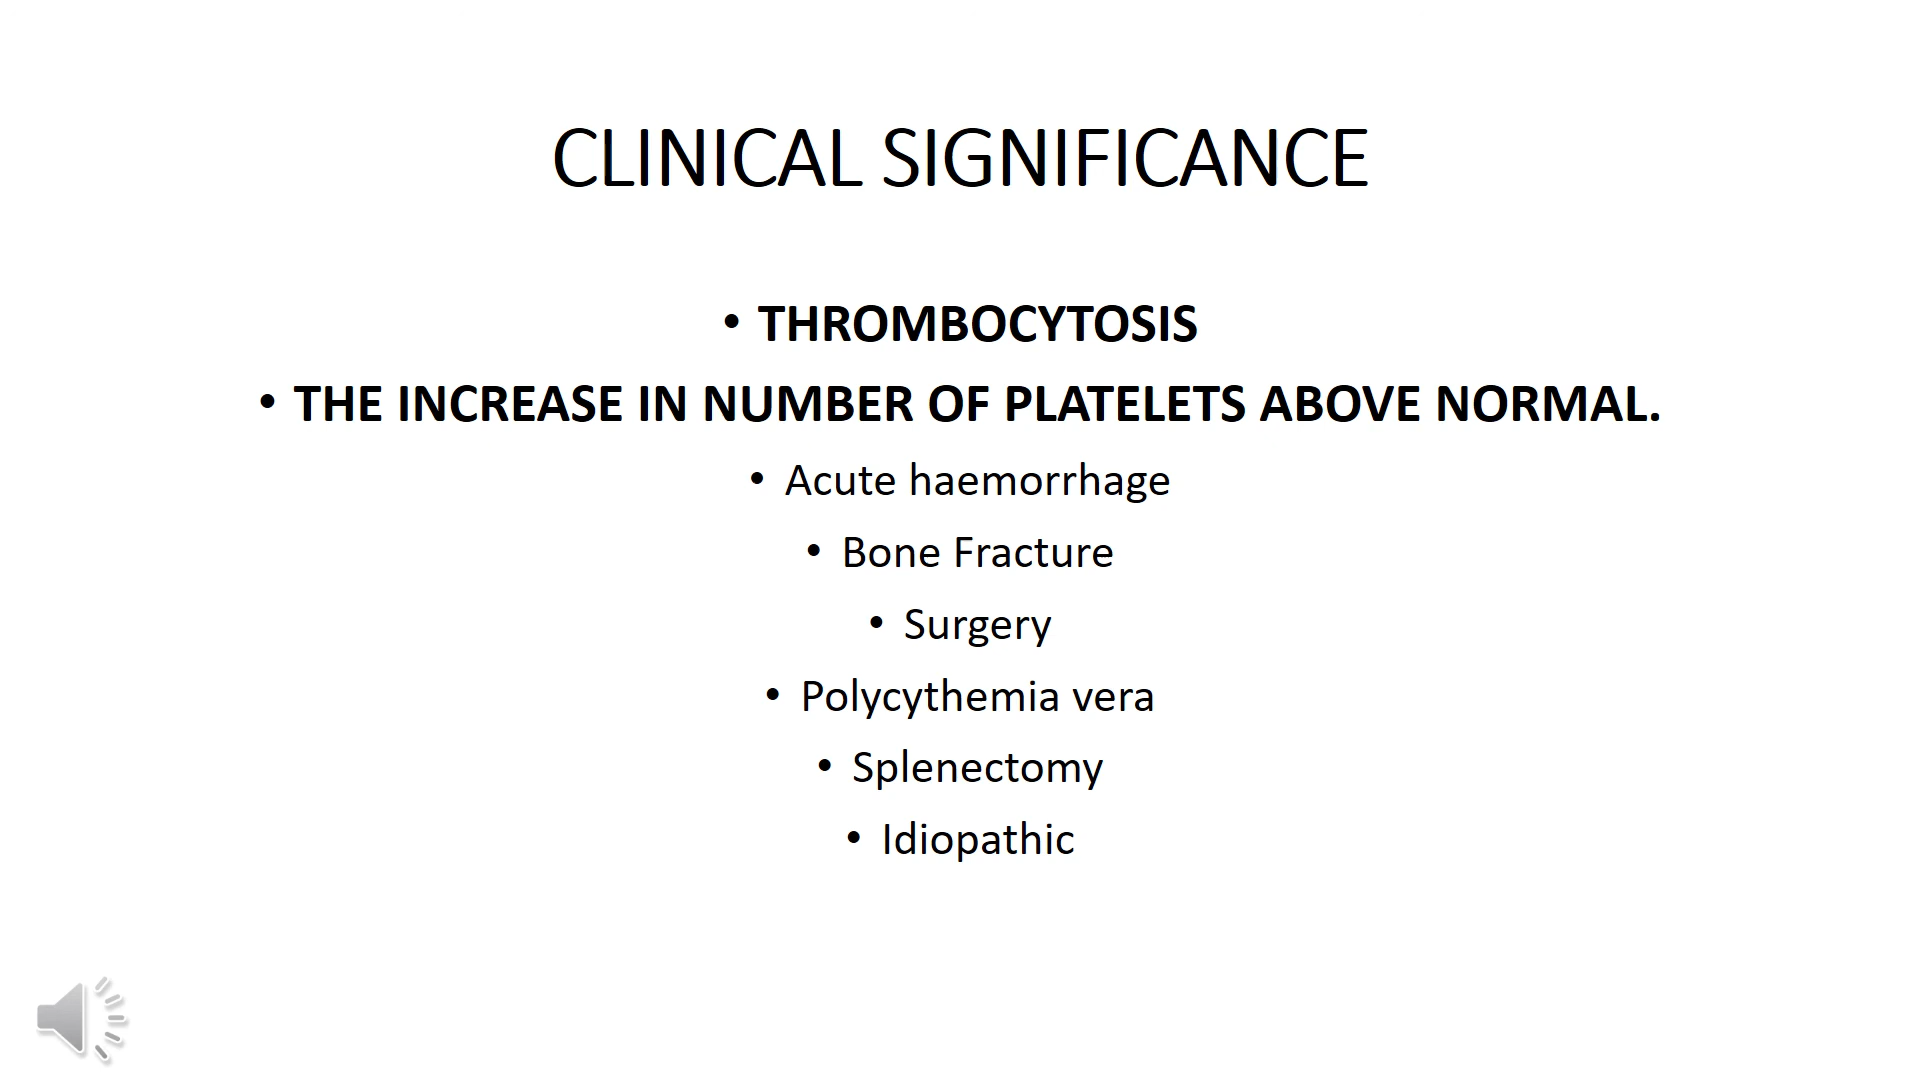 CLINICAL SIGNIFICANCE
• THROMBOCYTOSIS
• THE INCREASE IN NUMBER OF PLATELETS ABOVE NORMAL.
• Acute haemorrhage
• Bone Fracture
• Surgery
• Polycythemia vera
• Splenectomy
• Idiopathic